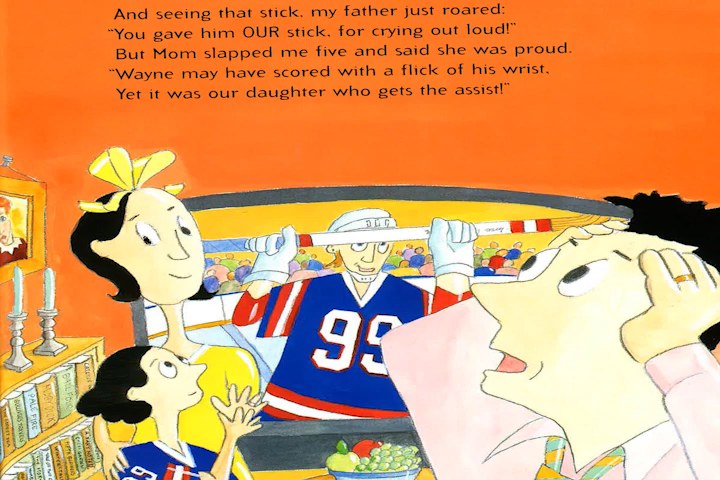 And seeing that stick, my father just roared:
“You gave him OUR stick, for crying out loud!”
But Mom slapped me five and said she was proud.
“Wayne may have scored with a flick of his wrist,
Yet it was our daughter who gets the assist!”
99
PALE FIRE